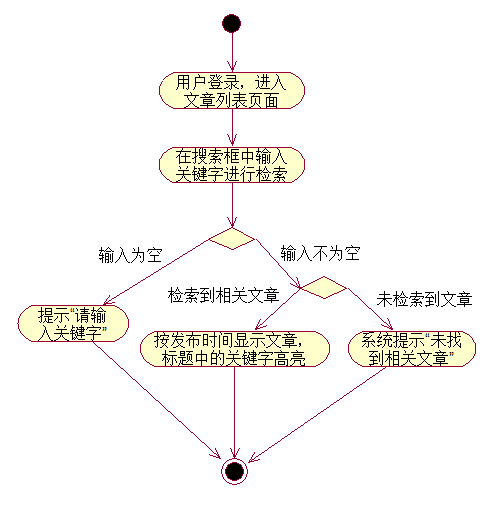 用户登录，进入
文章列表页面
在搜索框中输入
关键字进行检索
输入为空
输入不为空
检索到相关文章
未检索到文章
提示“请输
入关键字”
按发布时间显示文章，
标题中的关键字高亮
系统提示“未找
到相关文章”